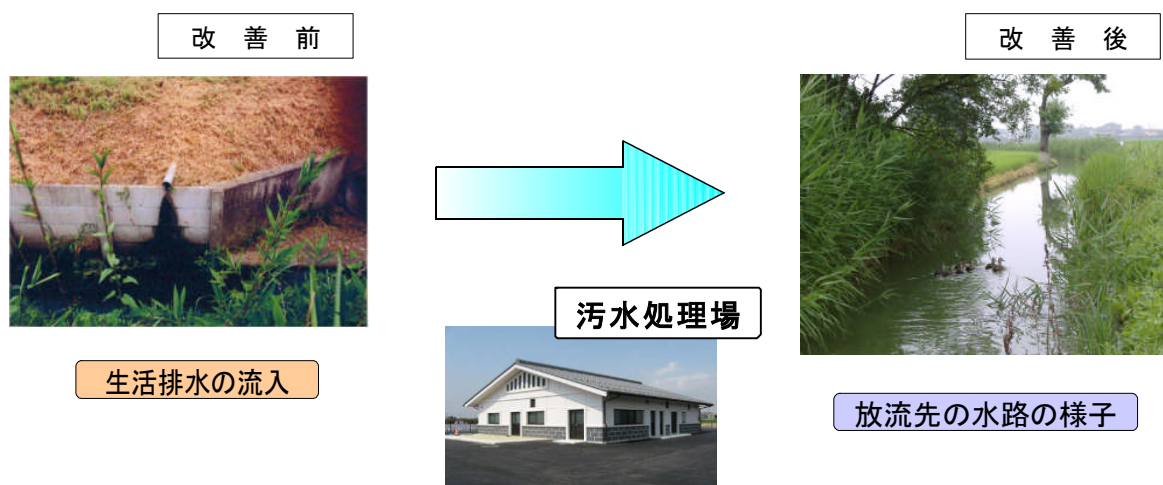 改善前
改善後
汚水処理場
生活排水の流入
放流先の水路の様子